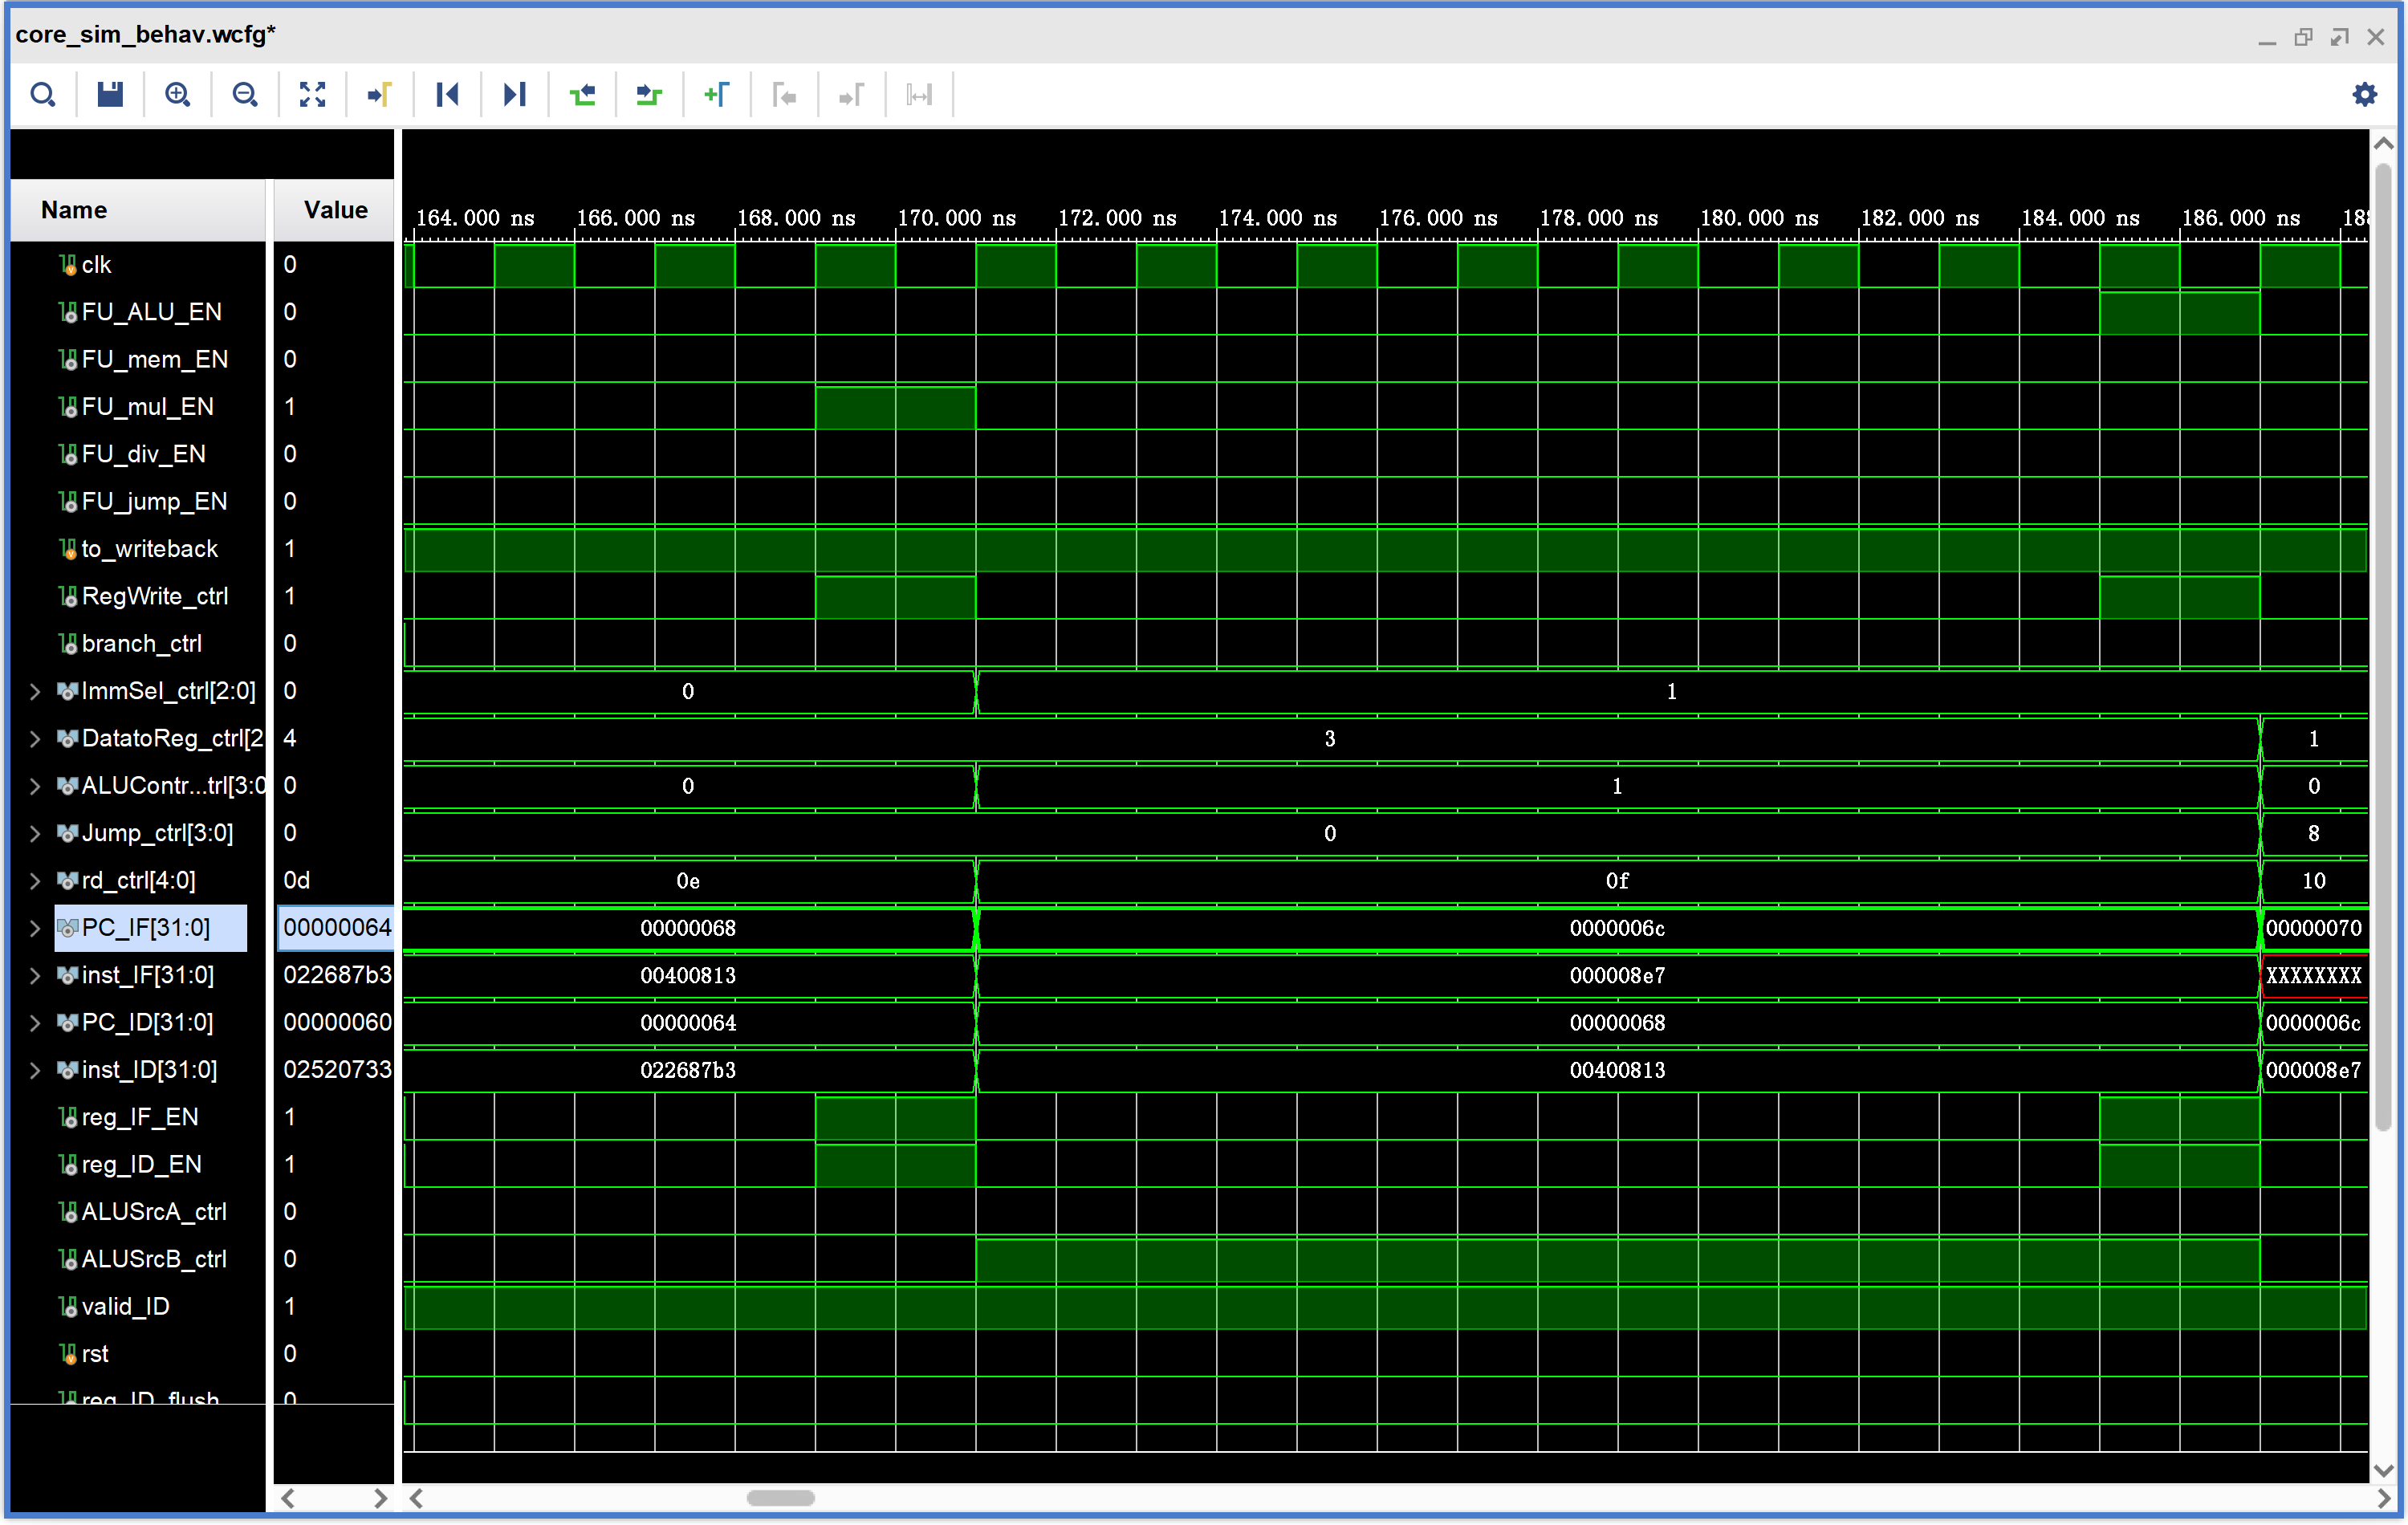 core_sim_behav.wcfg*
Name Value 164.000 ns 166.000 ns 168.000 ns 170.000 ns 172.000 ns 174.000 ns 176.000 ns 178.000 ns 180.000 ns 182.000 ns 184.000 ns 186.000 ns 188
clk 0
FU_ALU_EN 0
FU_mem_EN 0
FU_mul_EN 1
FU_div_EN 0
FU_jump_EN 0
to_writeback 1
RegWrite_ctrl 1
branch_ctrl 0
ImmSel_ctrl[2:0] 0 0 1
DatatoReg_ctrl[2 4 3 1
ALUContr...trl[3:0 0 0 1 0
Jump_ctrl[3:0] 0 0 8
rd_ctrl[4:0] 0d 0e 0f 10
PC_IF[31:0] 00000064 00000068 0000006c 00000070
inst_IF[31:0] 022687b3 00400813 000008e7 XXXXXXXX
PC_ID[31:0] 00000060 00000064 00000068 0000006c
inst_ID[31:0] 02520733 022687b3 00400813 000008e7
reg_IF_EN 1
reg_ID_EN 1
ALUSrcA_ctrl 0
ALUSrcB_ctrl 0
valid_ID 1
rst 0
reg_ID_flush 0